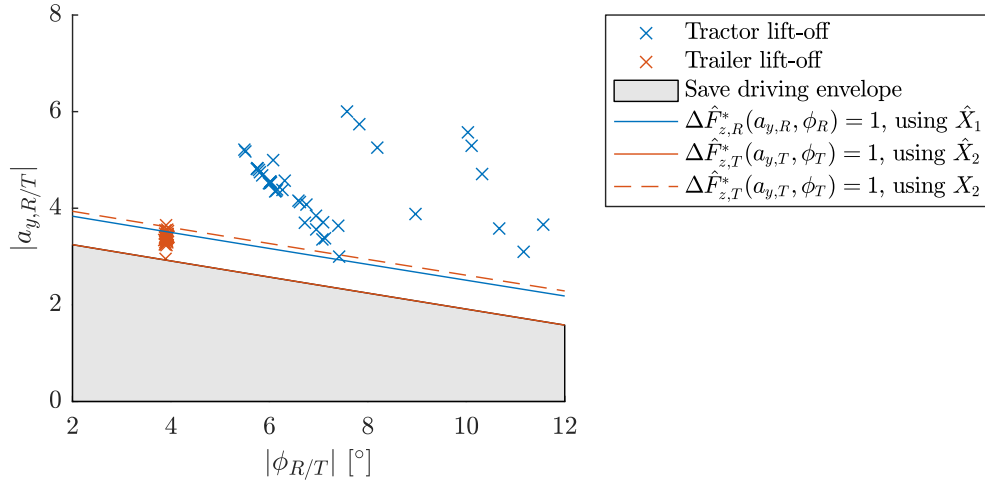 8
6
4
2
0
2
4
6
8
10
12
|a_{y,R/T}|
|ϕ_{R/T}| [°]
Tractor lift-off
Trailer lift-off
Save driving envelope
ΔF̂*_{z,R}(a_{y,R}, ϕ_R) = 1, using X̂_1
ΔF̂*_{z,T}(a_{y,T}, ϕ_T) = 1, using X̂_2
ΔF̂*_{z,T}(a_{y,T}, ϕ_T) = 1, using X_2